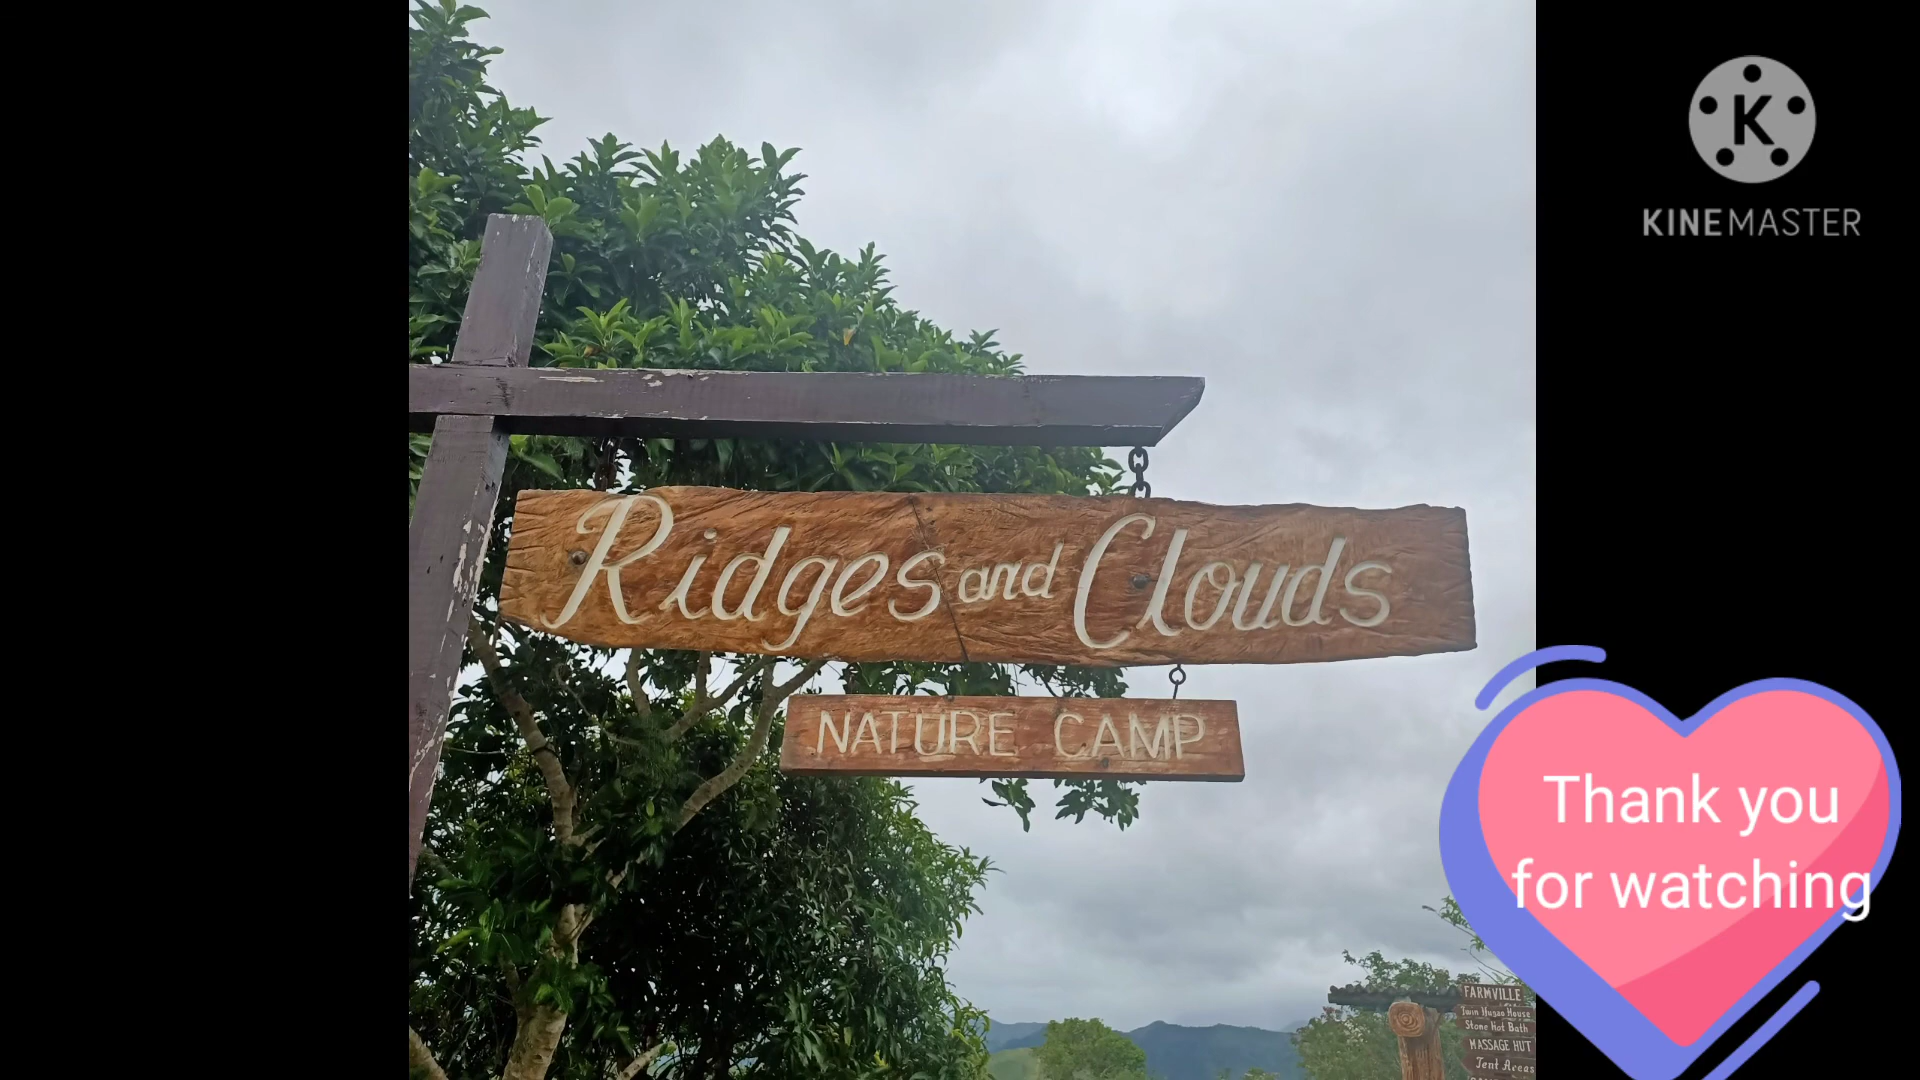 K
KINEMASTER
Ridges and Clouds
NATURE CAMP
Thank you
for watching
FARMVILLE
Stone Hot Bath
MASSAGE HUT
Tent Areas